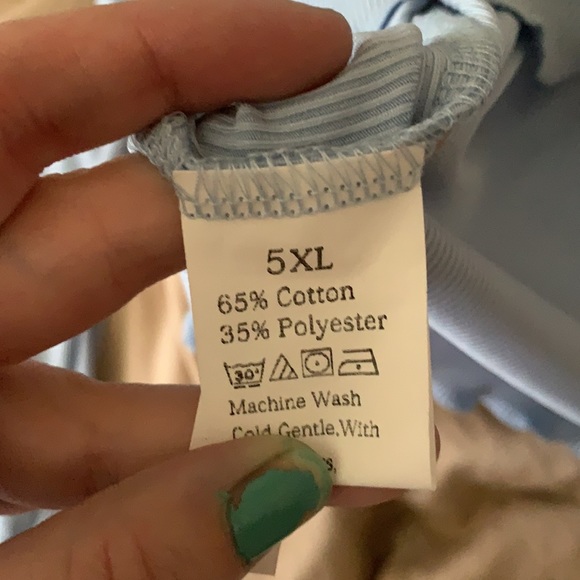 5XL
65% Cotton
35% Polyester
30°
Machine Wash
Cold Gentle,With